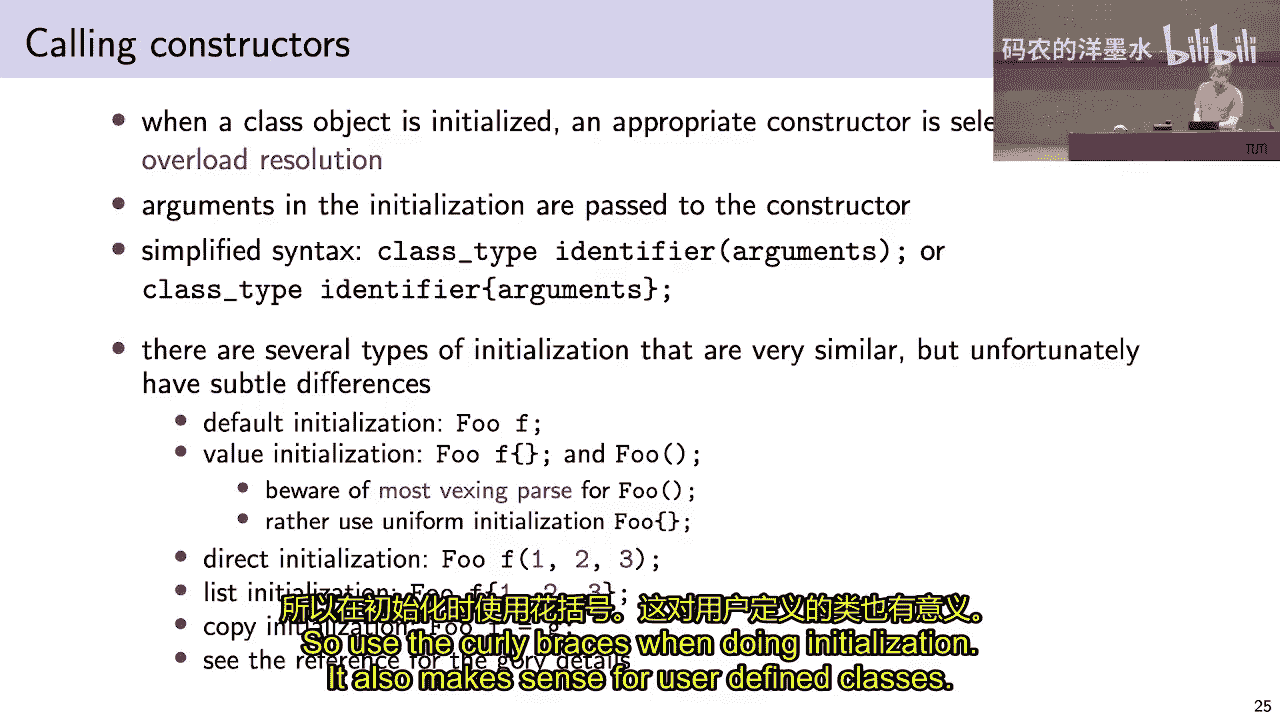 Calling constructors
码农的洋墨水 bilibili
TUM
• when a class object is initialized, an appropriate constructor is sele
overload resolution
• arguments in the initialization are passed to the constructor
• simplified syntax: class_type identifier(arguments); or
class_type identifier{arguments};
• there are several types of initialization that are very similar, but unfortunately
have subtle differences
• default initialization: Foo f;
• value initialization: Foo f{}; and Foo();
• beware of most vexing parse for Foo();
• rather use uniform initialization Foo{};
• direct initialization: Foo f(1, 2, 3);
• list initialization: Foo f{1, 2, 3};
• copy initialization: Foo f = g;
• see the reference for the gory details
所以在初始化时使用花括号。这对用户定义的类也有意义。
So use the curly braces when doing initialization.
It also makes sense for user defined classes.
25